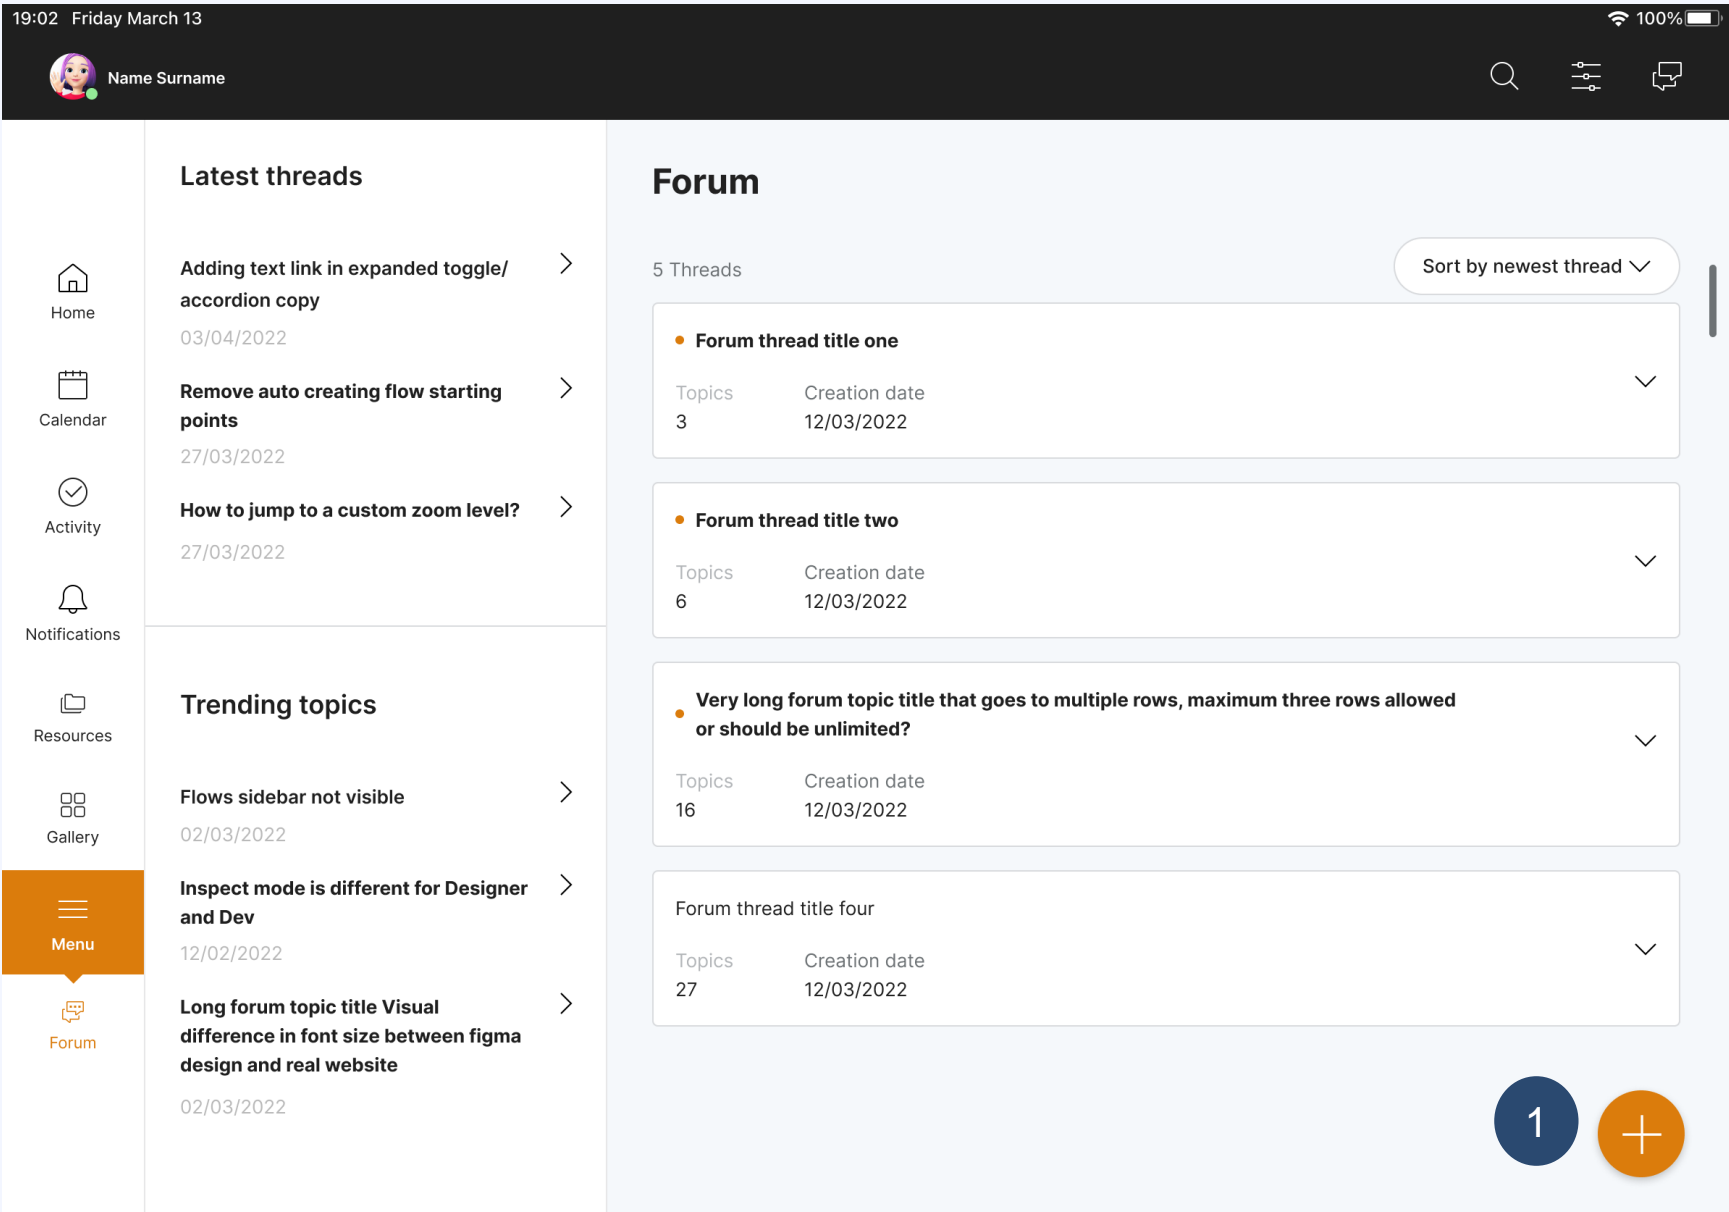 19:02 Friday March 13
100%
Name Surname
Home
Calendar
Activity
Notifications
Resources
Gallery
Menu
Forum
Latest threads
Adding text link in expanded toggle/
accordion copy
03/04/2022
Remove auto creating flow starting
points
27/03/2022
How to jump to a custom zoom level?
27/03/2022
Trending topics
Flows sidebar not visible
02/03/2022
Inspect mode is different for Designer
and Dev
12/02/2022
Long forum topic title Visual
difference in font size between figma
design and real website
02/03/2022
Forum
5 Threads
Sort by newest thread
Forum thread title one
Topics Creation date
3 12/03/2022
Forum thread title two
Topics Creation date
6 12/03/2022
Very long forum topic title that goes to multiple rows, maximum three rows allowed
or should be unlimited?
Topics Creation date
16 12/03/2022
Forum thread title four
Topics Creation date
27 12/03/2022
1